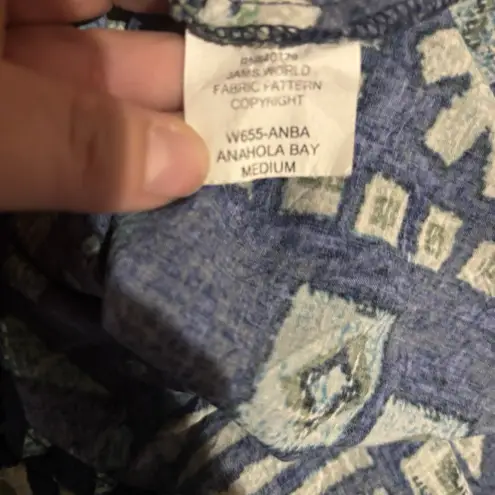 JAMS WORLD
FABRIC PATTERN
COPYRIGHT
W655-ANBA
ANAHOLA BAY
MEDIUM